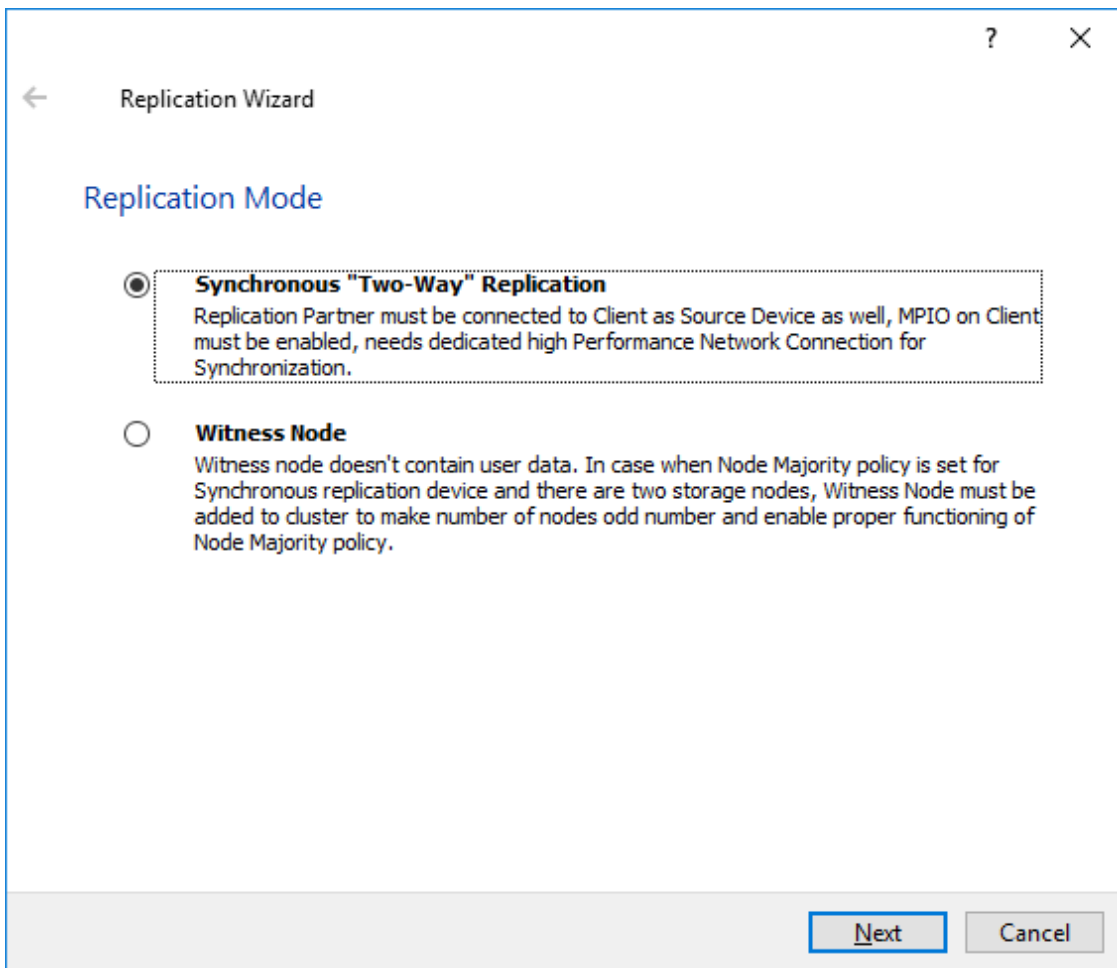 ?
Replication Wizard
Replication Mode
Synchronous "Two-Way" Replication
Replication Partner must be connected to Client as Source Device as well, MPIO on Client
must be enabled, needs dedicated high Performance Network Connection for
Synchronization.
Witness Node
Witness node doesn't contain user data. In case when Node Majority policy is set for
Synchronous replication device and there are two storage nodes, Witness Node must be
added to cluster to make number of nodes odd number and enable proper functioning of
Node Majority policy.
Next Cancel